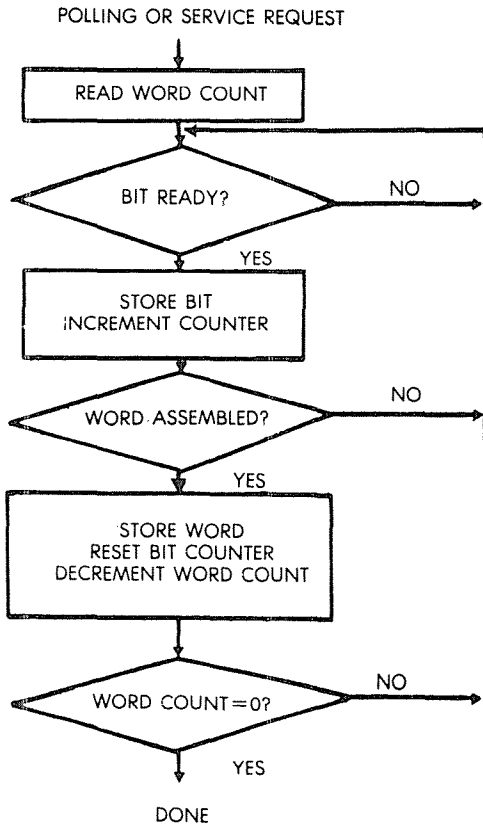 POLLING OR SERVICE REQUEST
READ WORD COUNT
BIT READY?
NO
YES
STORE BIT
INCREMENT COUNTER
WORD ASSEMBLED?
NO
YES
STORE WORD
RESET BIT COUNTER
DECREMENT WORD COUNT
WORD COUNT=0?
NO
YES
DONE